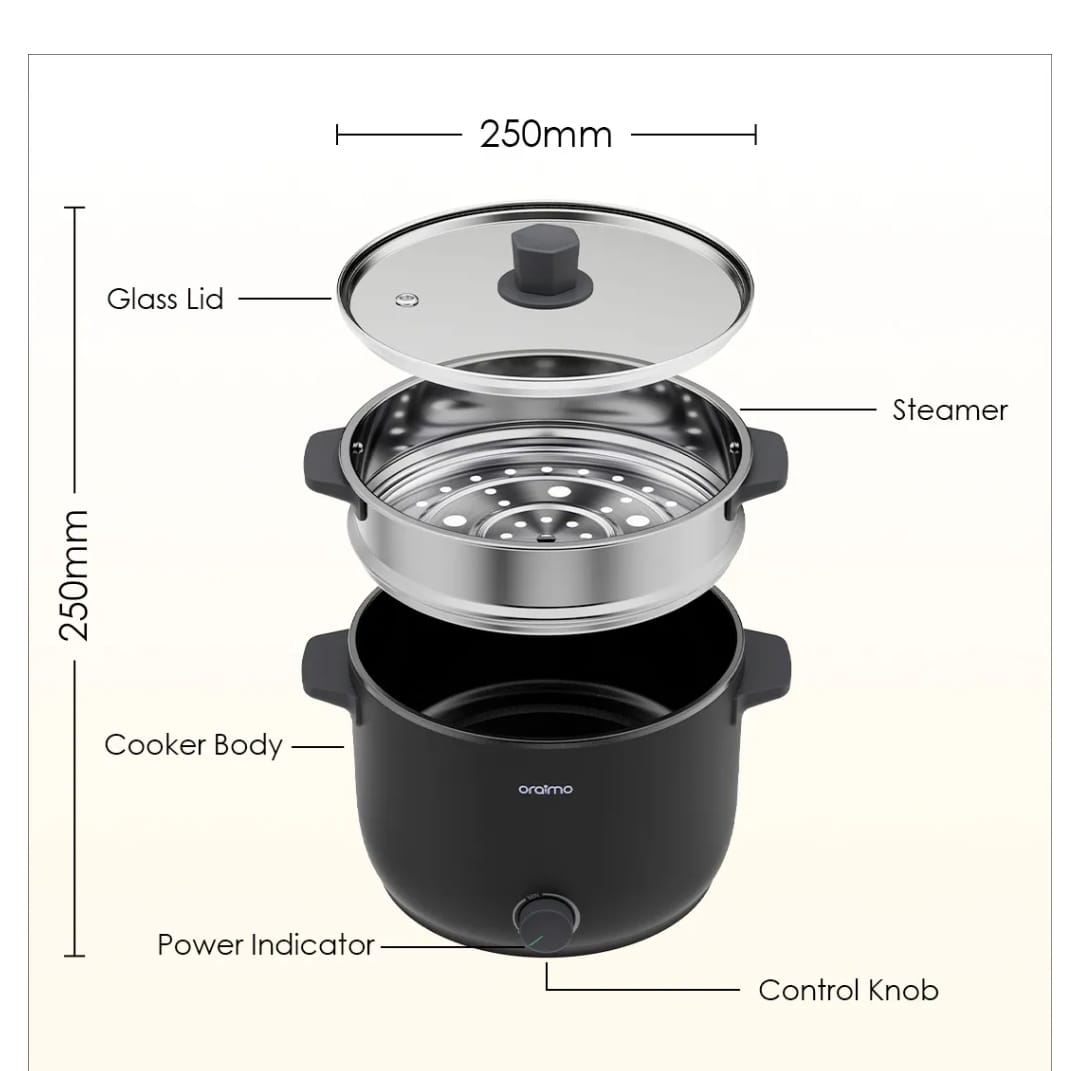 250mm
Glass Lid
Steamer
250mm
Cooker Body
oraimo
Power Indicator
Control Knob